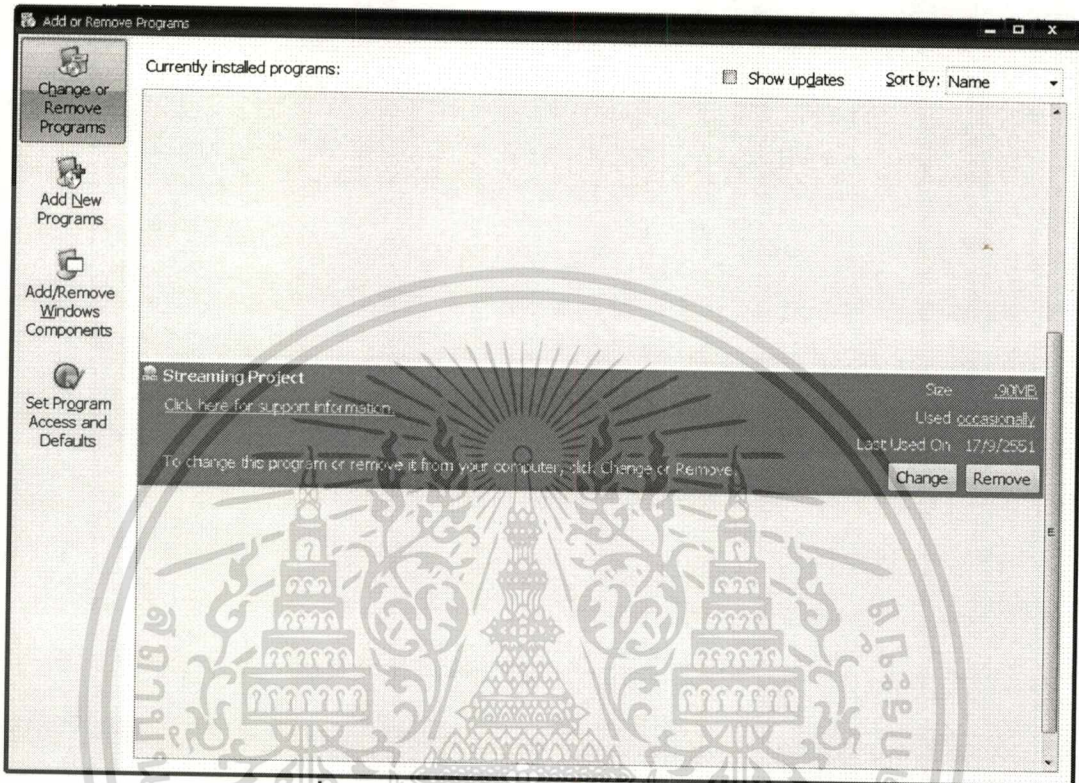 Add or Remove Programs
Currently installed programs:
Show updates
Sort by: Name
Change or
Remove
Programs
Add New
Programs
Add/Remove
Windows
Components
Set Program
Access and
Defaults
Streaming Project
Click here for support information.
Size .90MB
Used occasionally
Last Used On 17/9/2551
To change this program or remove it from your computer, click Change or Remove.
Change Remove